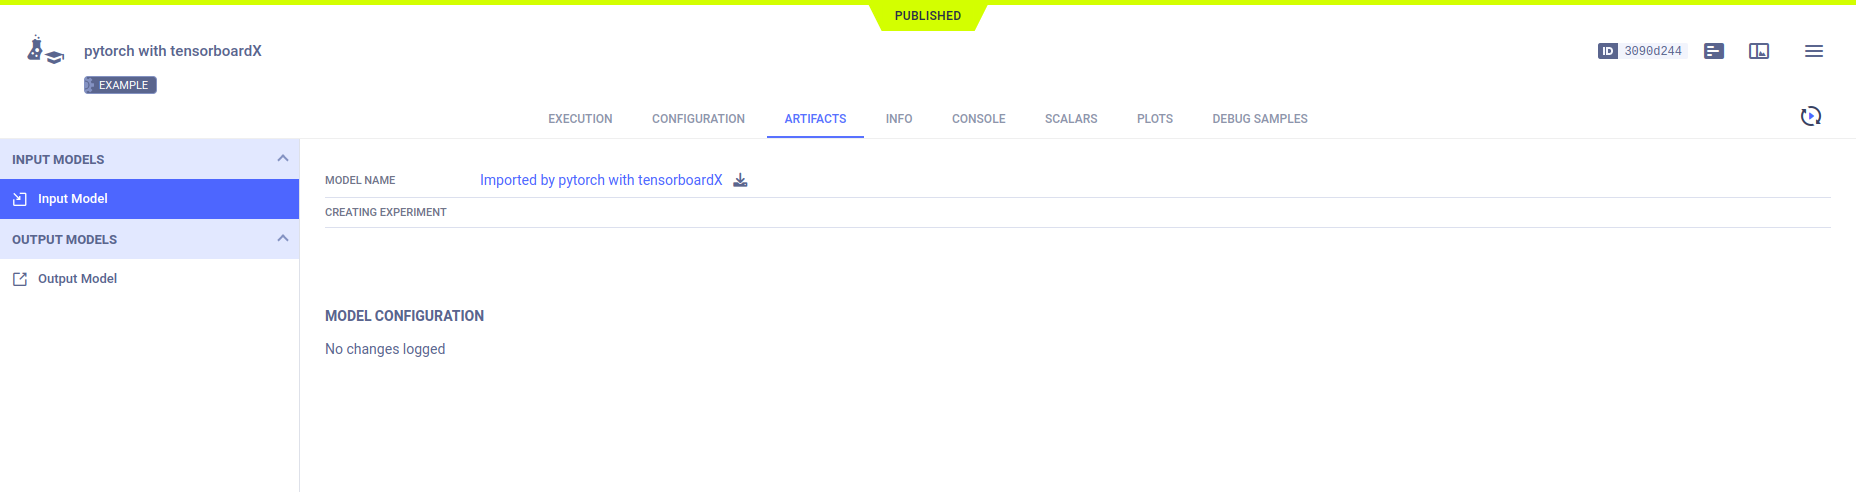 PUBLISHED
pytorch with tensorboardX
ID 3090d244
EXAMPLE
EXECUTION CONFIGURATION ARTIFACTS INFO CONSOLE SCALARS PLOTS DEBUG SAMPLES
INPUT MODELS
Input Model
OUTPUT MODELS
Output Model
MODEL NAME Imported by pytorch with tensorboardX
CREATING EXPERIMENT
MODEL CONFIGURATION
No changes logged